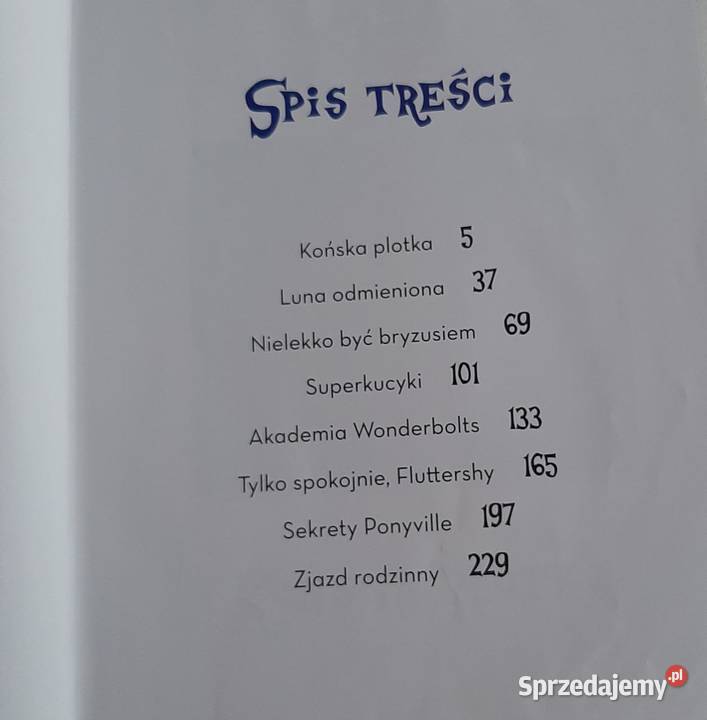 Spis treści
Końska plotka 5
Luna odmieniona 37
Nielekko być bryzusiem 69
Superkucyki 101
Akademia Wonderbolts 133
Tylko spokojnie, Fluttershy 165
Sekrety Ponyville 197
Zjazd rodzinny 229
Sprzedajemy.pl